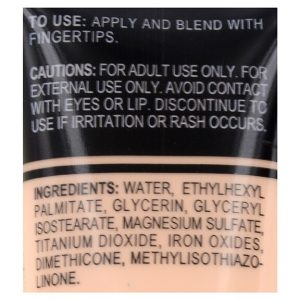 TO USE: APPLY AND BLEND WITH
FINGERTIPS.
CAUTIONS: FOR ADULT USE ONLY. FOR
EXTERNAL USE ONLY. AVOID CONTACT
WITH EYES OR LIP. DISCONTINUE TO
USE IF IRRITATION OR RASH OCCURS.
INGREDIENTS: WATER, ETHYLHEXYL
PALMITATE, GLYCERIN, GLYCERYL
ISOSTEARATE, MAGNESIUM SULFATE,
TITANIUM DIOXIDE, IRON OXIDES,
DIMETHICONE, METHYLISOTHIAZO-
LINONE.